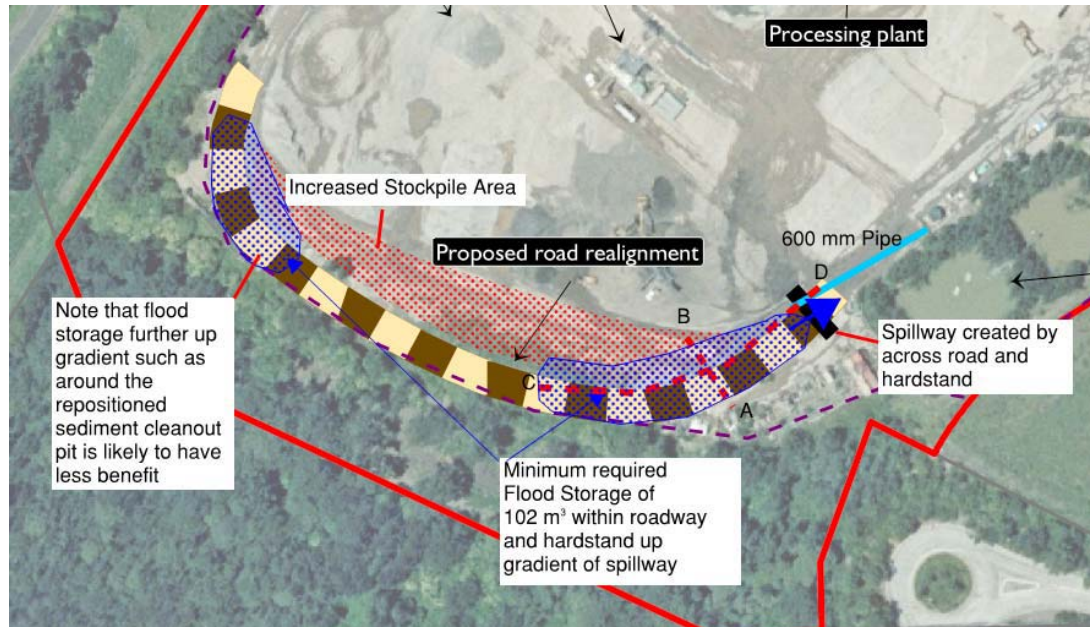 Processing plant
Increased Stockpile Area
Proposed road realignment
600 mm Pipe
D
B
C
A
Note that flood
storage further up
gradient such as
around the
repositioned
sediment cleanout
pit is likely to have
less benefit
Spillway created by
across road and
hardstand
Minimum required
Flood Storage of
102 m³ within roadway
and hardstand up
gradient of spillway